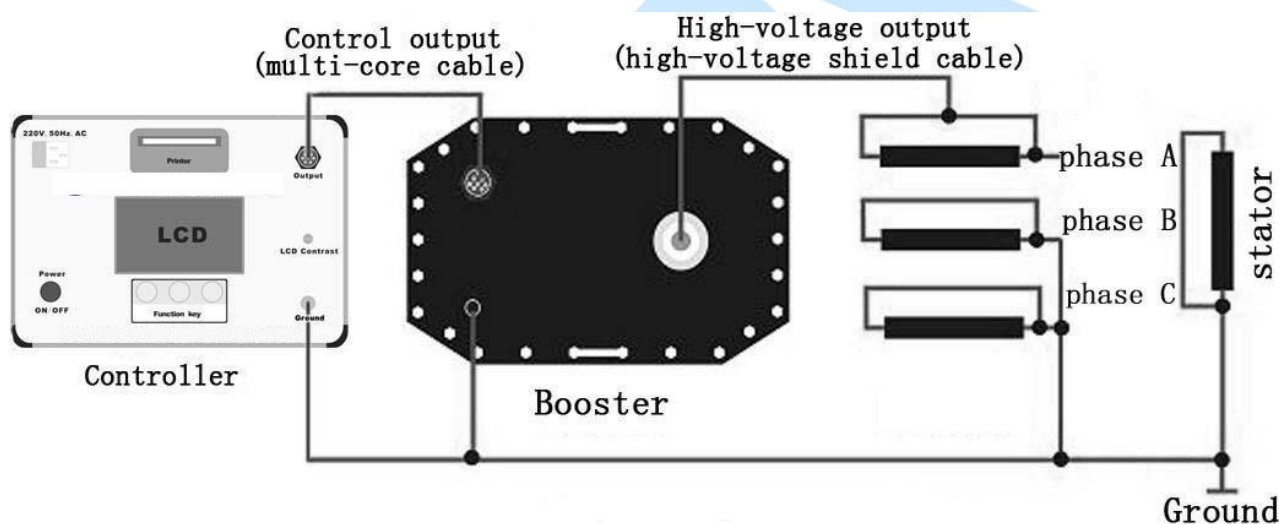 Control output
(multi-core cable)
High-voltage output
(high-voltage shield cable)
220V. 50Hz. AC
Printer
Output
LCD
LCD Contrast
Power
ON/OFF
Function key
Ground
Controller
Booster
phase A
phase B
phase C
stator
Ground